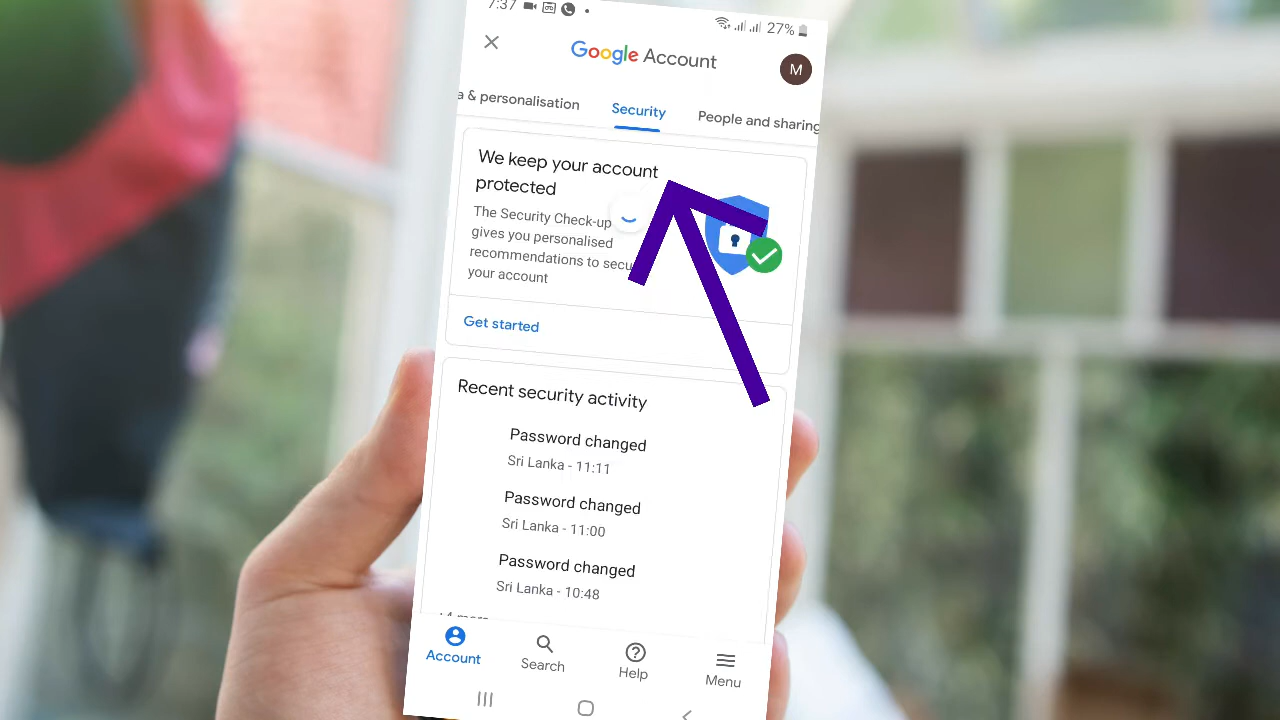 7:37
27%
Google Account
M
a & personalisation Security People and sharing
We keep your account
protected
The Security Check-up
gives you personalised
recommendations to secu
your account
Get started
Recent security activity
Password changed
Sri Lanka - 11:11
Password changed
Sri Lanka - 11:00
Password changed
Sri Lanka - 10:48
Account Search Help Menu